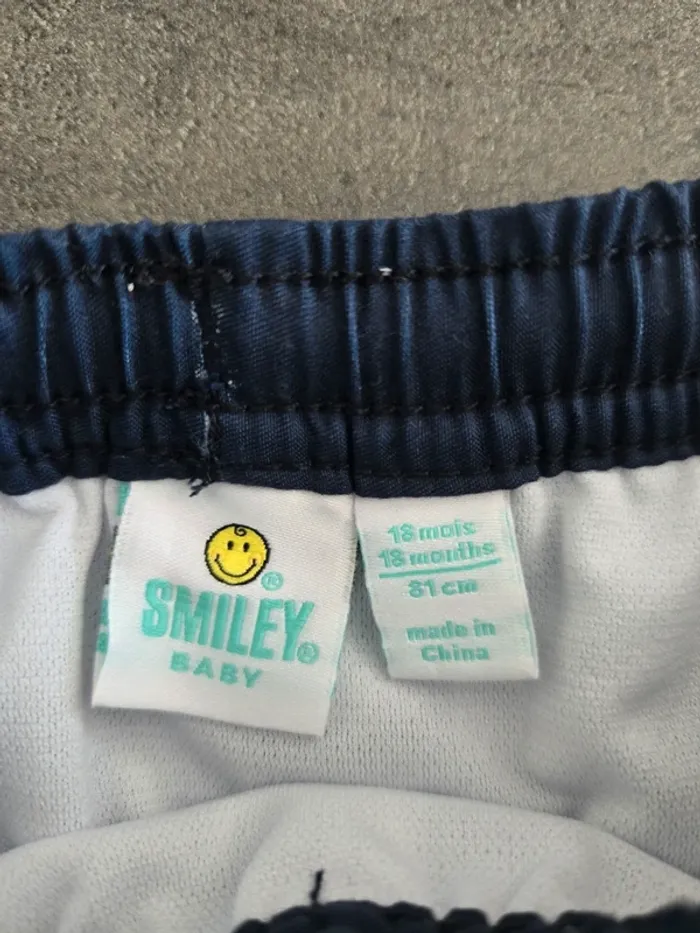 SMILEY®
BABY
18 mois
18 months
81 cm
made in
China